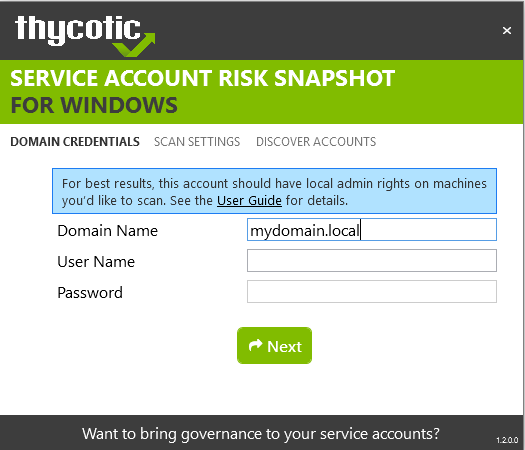 thycotic
×
SERVICE ACCOUNT RISK SNAPSHOT
FOR WINDOWS
DOMAIN CREDENTIALS SCAN SETTINGS DISCOVER ACCOUNTS
For best results, this account should have local admin rights on machines
you'd like to scan. See the User Guide for details.
Domain Name mydomain.local
User Name
Password
Next
Want to bring governance to your service accounts?
1.2.0.0